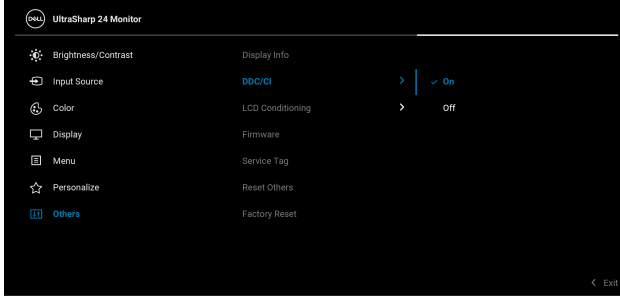 DELL UltraSharp 24 Monitor
Brightness/Contrast Display Info
Input Source DDC/CI On
Color LCD Conditioning Off
Display Firmware
Menu Service Tag
Personalize Reset Others
Others Factory Reset
Exit